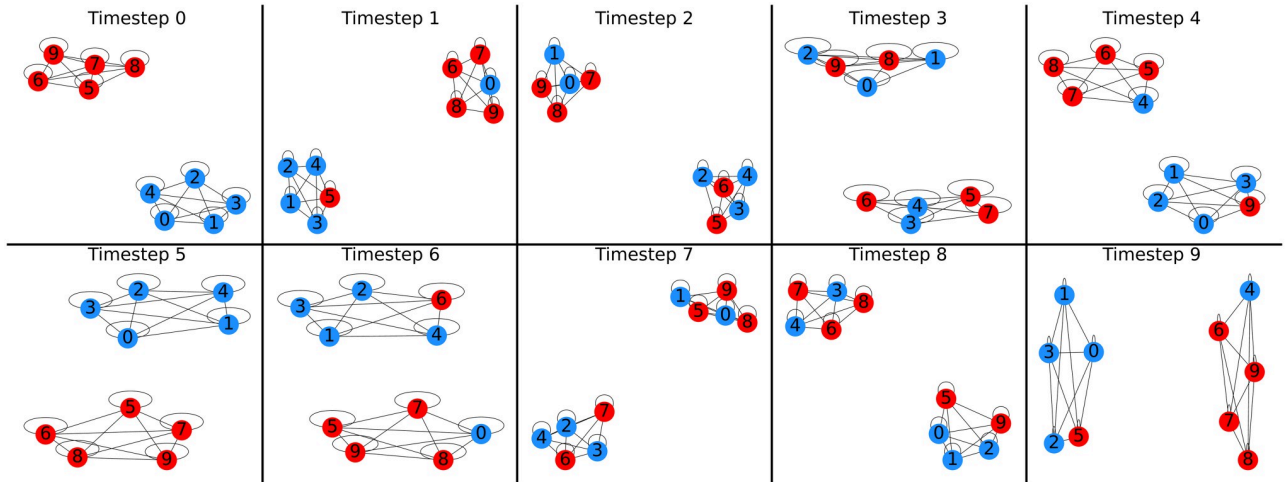 Timestep 0
9 7 8
6 5
2
4 3
0 1
Timestep 1
7
6 0
8 9
2 4
1 5
3
Timestep 2
1
9 0 7
8
2 6 4
5 3
Timestep 3
2 9 8 1
0
6 4 5
3 7
Timestep 4
6
8 5
7 4
1 3
2 9
0
Timestep 5
2 4
3 1
0
5
6 7
8 9
Timestep 6
2 6
3
1 4
7
5 0
9 8
Timestep 7
1 9
5 0 8
7
4 2
6 3
Timestep 8
7 3 8
4 6
5
0 9
1 2
Timestep 9
1 4
3 0 6
9
2 5 7
8